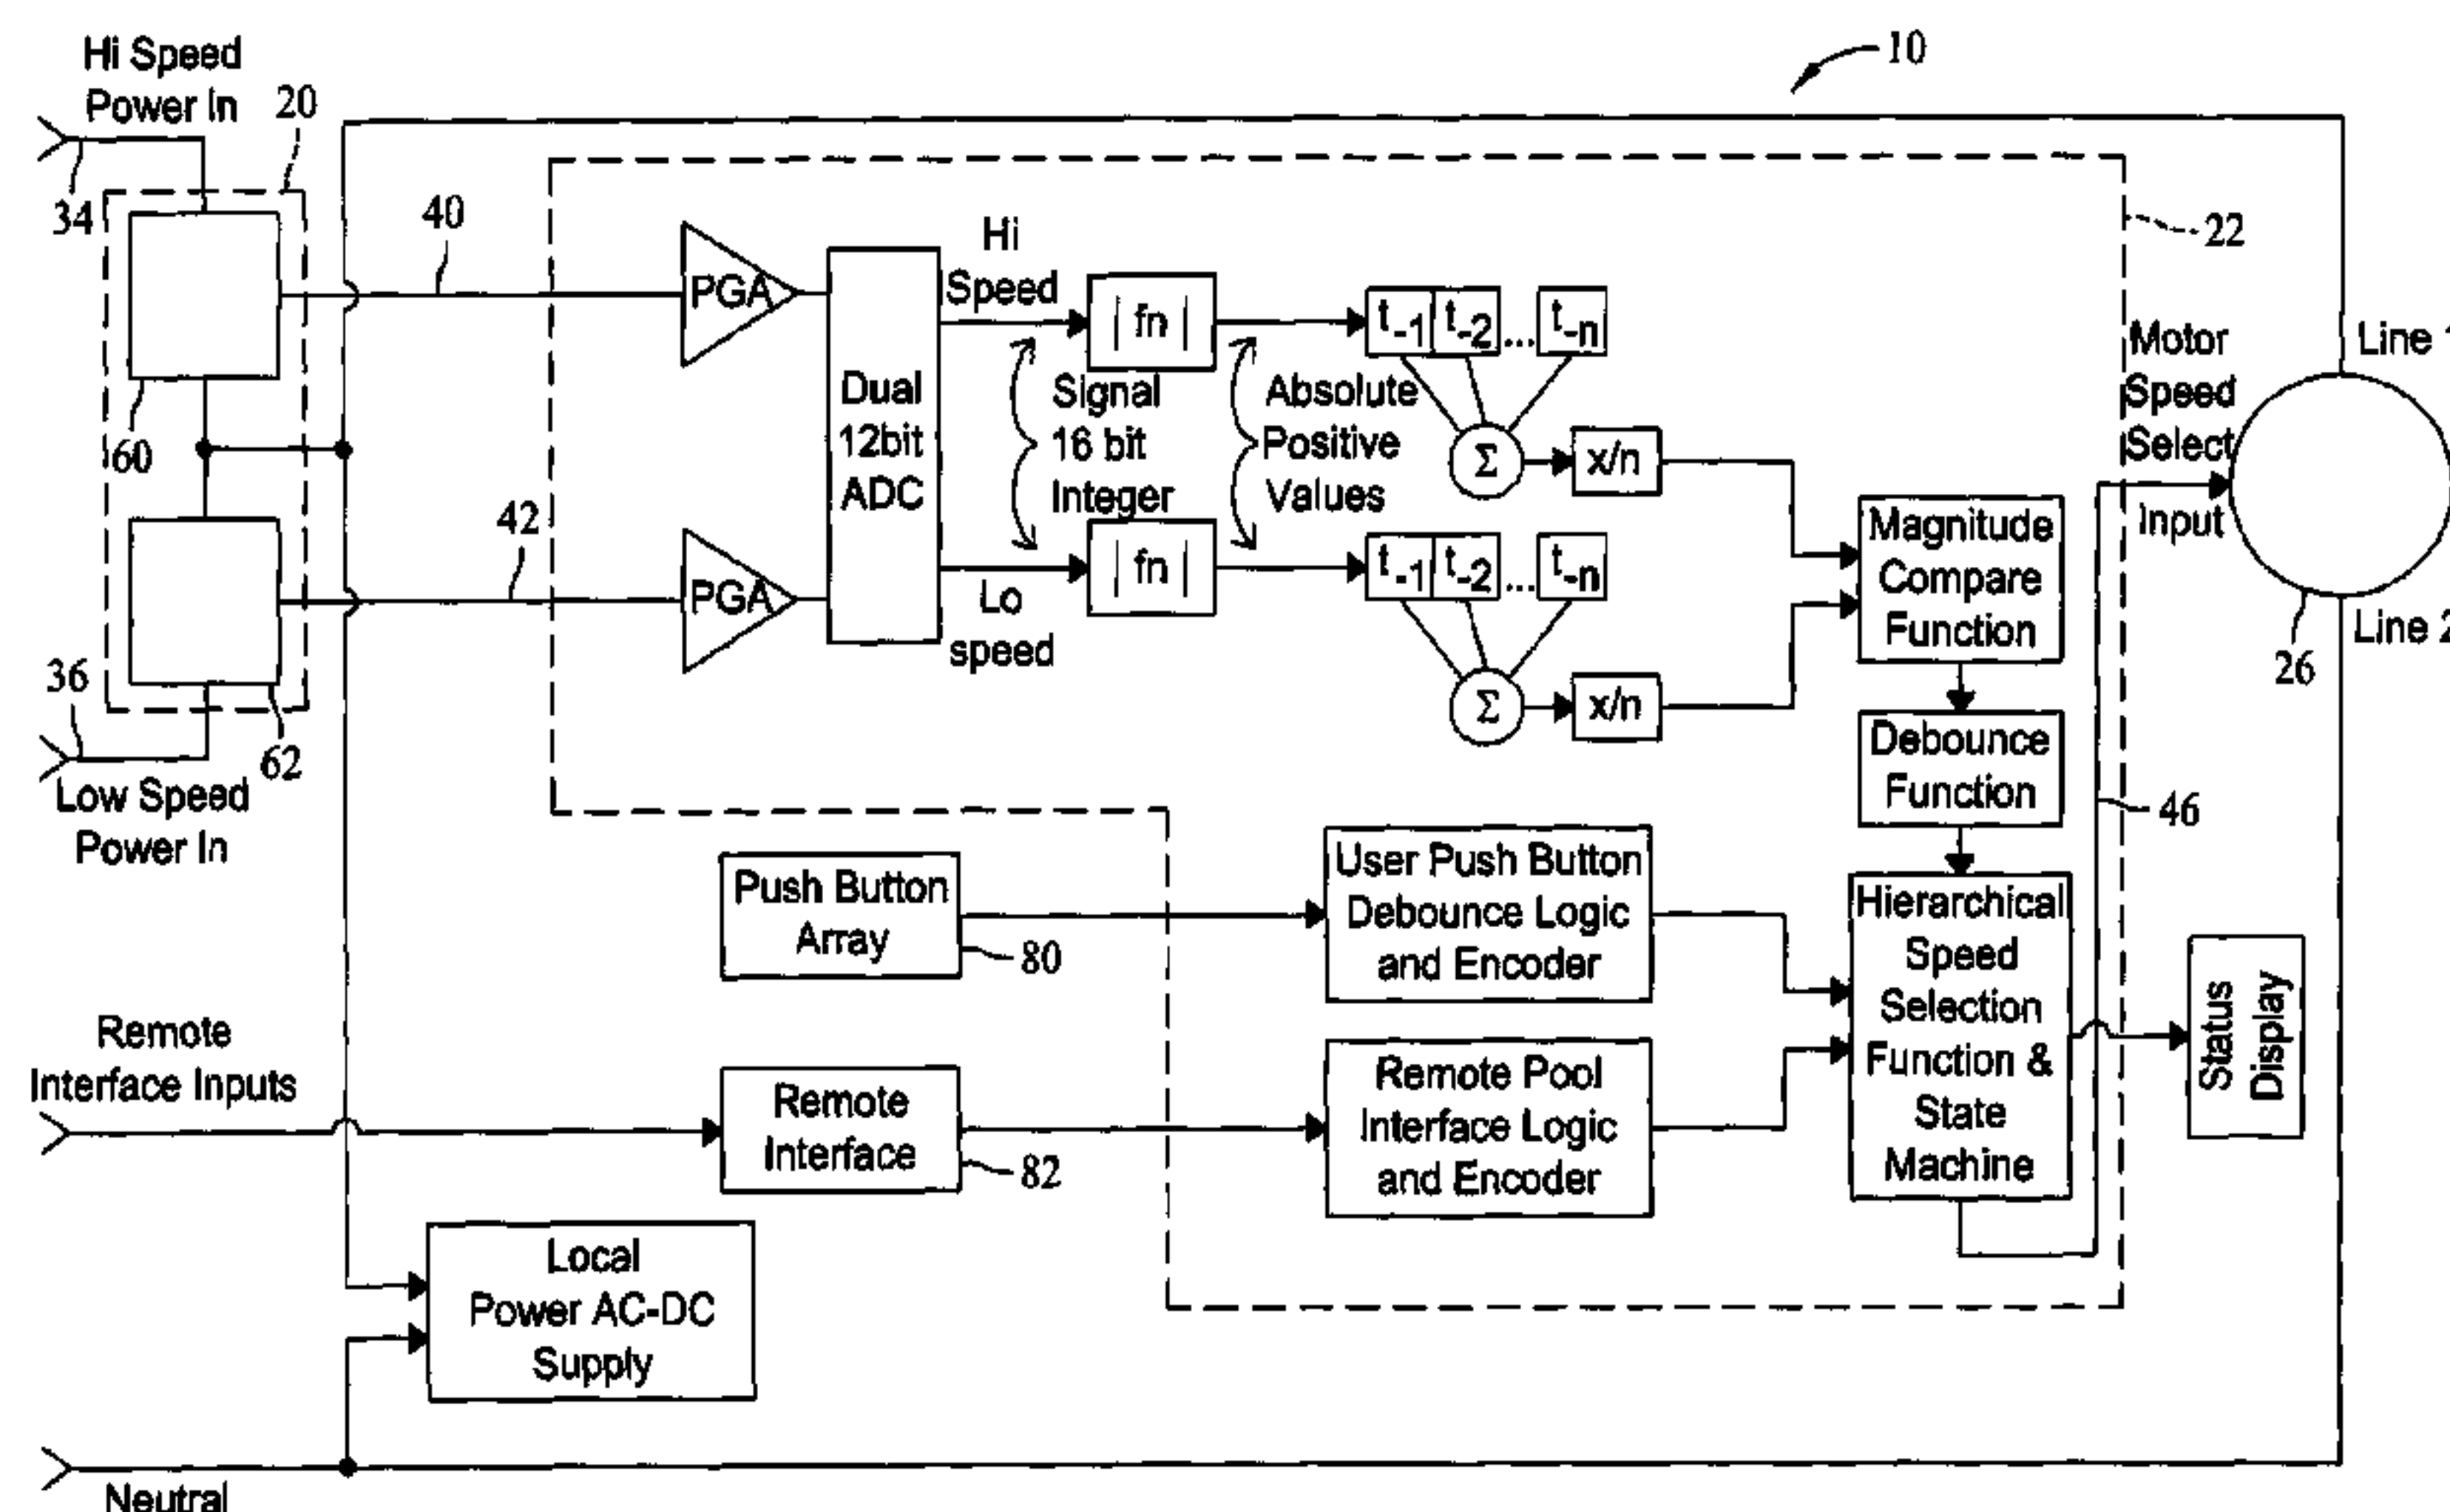 Hi Speed
Power In
20
10
34
40
22
Hi
Speed
PGA
| fn |
t-1 t-2 ... t-n
Motor
Speed
Select
Input
Line
Dual
12bit
ADC
Signal
16 bit
Integer
Absolute
Positive
Values
Σ
x/n
60
42
Magnitude
Compare
Function
PGA
| fn |
t-1 t-2 ... t-n
Lo
speed
Line 2
26
36
Σ
x/n
62
Low Speed
Power In
Debounce
Function
46
Push Button
Array
80
User Push Button
Debounce Logic
and Encoder
Hierarchical
Speed
Selection
Function &
State
Machine
Status
Display
Remote
Interface Inputs
Remote
Interface
82
Remote Pool
Interface Logic
and Encoder
Local
Power AC-DC
Supply
Neutral